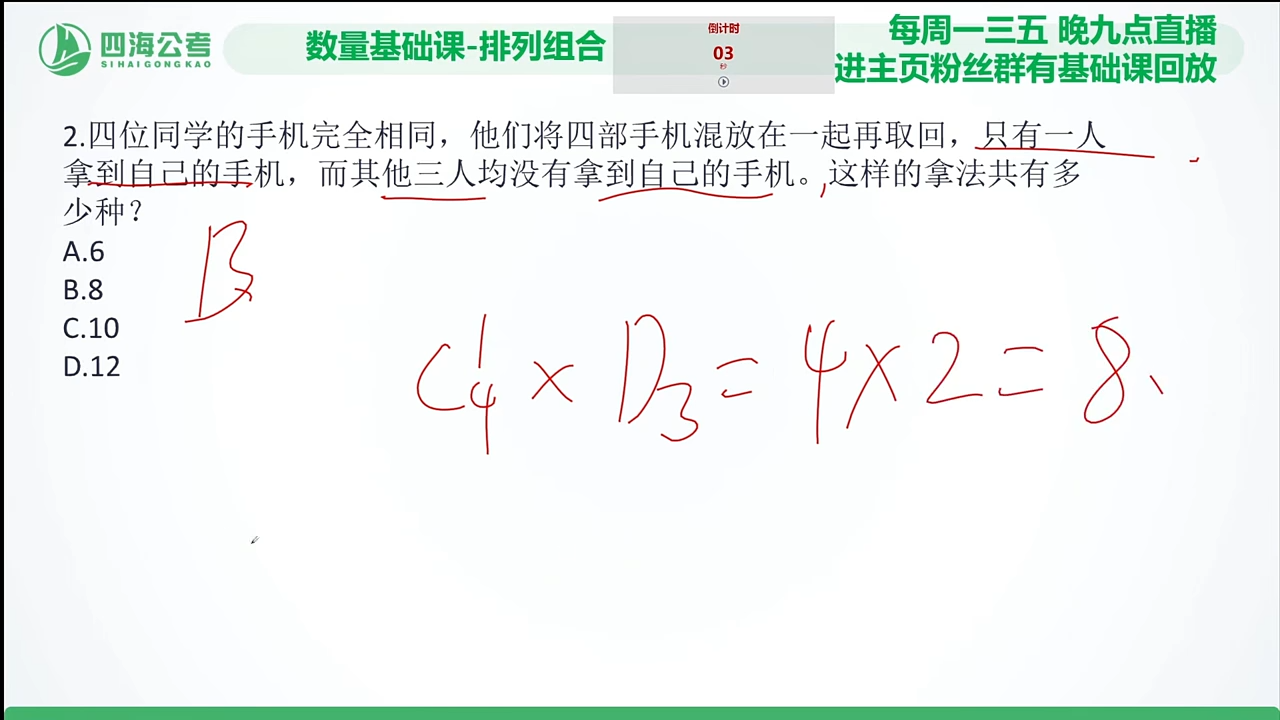 四海公考
SIHAIGONGKAO
数量基础课-排列组合
倒计时
03
秒
每周一三五 晚九点直播
进主页粉丝群有基础课回放
2.四位同学的手机完全相同，他们将四部手机混放在一起再取回，只有一人
拿到自己的手机，而其他三人均没有拿到自己的手机。这样的拿法共有多
少种？
A.6
B.8
C.10
D.12
B
C₄¹ × D₃ = 4 × 2 = 8